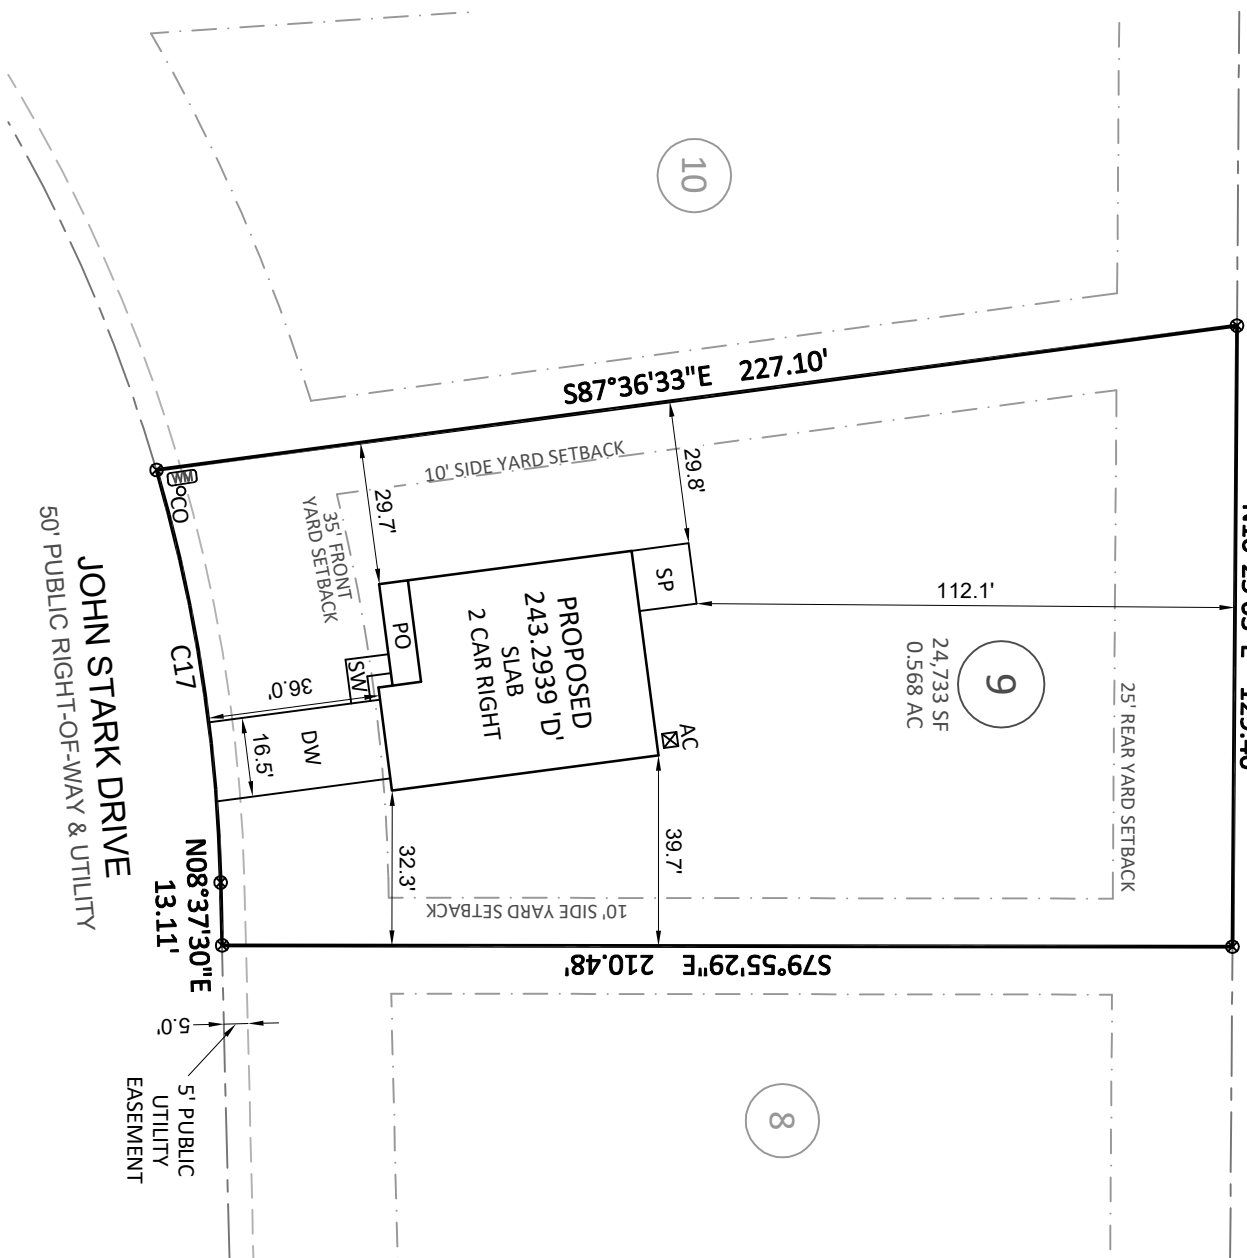 10
S87°36'33"E 227.10'
10' SIDE YARD SETBACK
29.8'
29.7'
35' FRONT
YARD SETBACK
WM
CO
JOHN STARK DRIVE
50' PUBLIC RIGHT-OF-WAY & UTILITY
C17
PROPOSED
243.2939 'D'
SLAB
2 CAR RIGHT
SP
PO
SW
DW
36.0'
16.5'
AC
112.1'
9
24,733 SF
0.568 AC
25' REAR YARD SETBACK
39.7'
32.3'
10' SIDE YARD SETBACK
S79°55'29"E 210.48'
N08°37'30"E
13.11'
5.0'
5' PUBLIC
UTILITY
EASEMENT
8